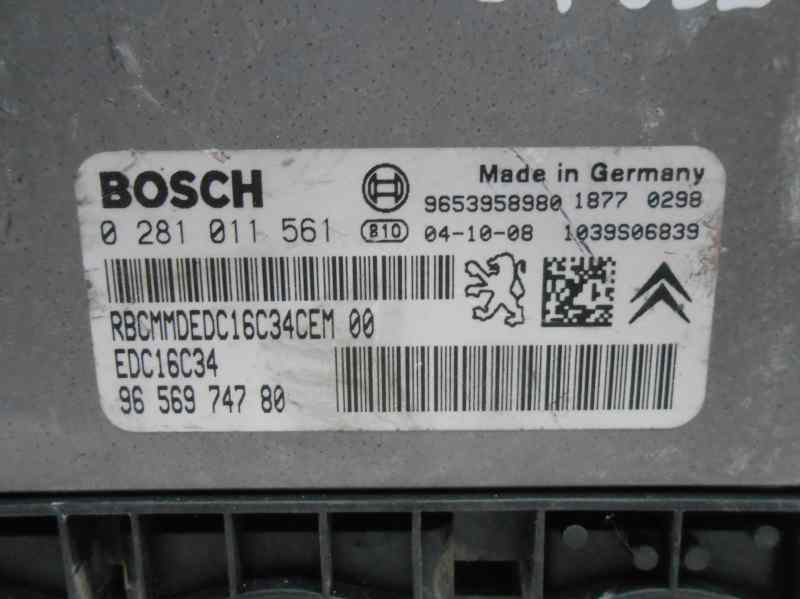 BOSCH
Made in Germany
9653958980 1877 0298
0 281 011 561 B10 04-10-08 1039S06839
RBCMMDEDC16C34CEM 00
EDC16C34
96 569 747 80